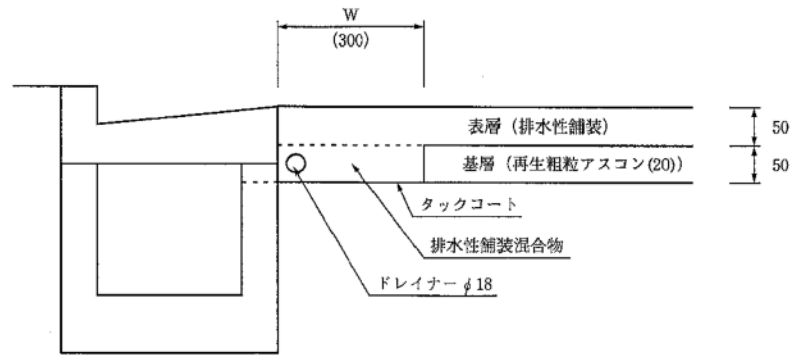 W
(300)
表層（排水性舗装）
50
基層（再生粗粒アスコン(20)）
50
タックコート
排水性舗装混合物
ドレイナーφ18